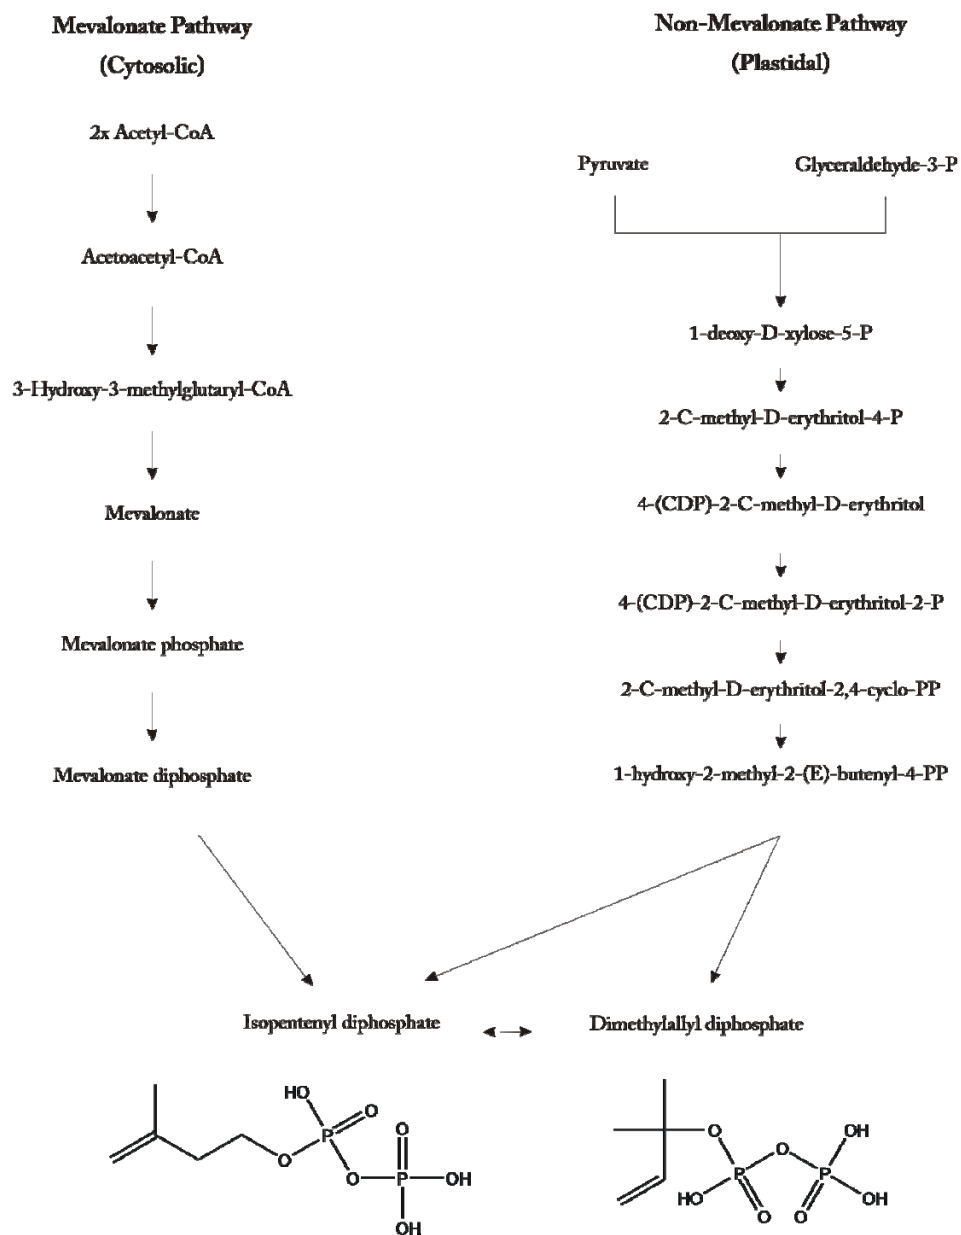 Mevalonate Pathway
(Cytosolic)
2x Acetyl-CoA
Acetoacetyl-CoA
3-Hydroxy-3-methylglutaryl-CoA
Mevalonate
Mevalonate phosphate
Mevalonate diphosphate
Non-Mevalonate Pathway
(Plastidal)
Pyruvate
Glyceraldehyde-3-P
1-deoxy-D-xylose-5-P
2-C-methyl-D-erythritol-4-P
4-(CDP)-2-C-methyl-D-erythritol
4-(CDP)-2-C-methyl-D-erythritol-2-P
2-C-methyl-D-erythritol-2,4-cyclo-PP
1-hydroxy-2-methyl-2-(E)-butenyl-4-PP
Isopentenyl diphosphate
Dimethylallyl diphosphate
HO
O
P
O
O
O
P
OH
OH
O
O
OH
P
P
HO
O
O
OH